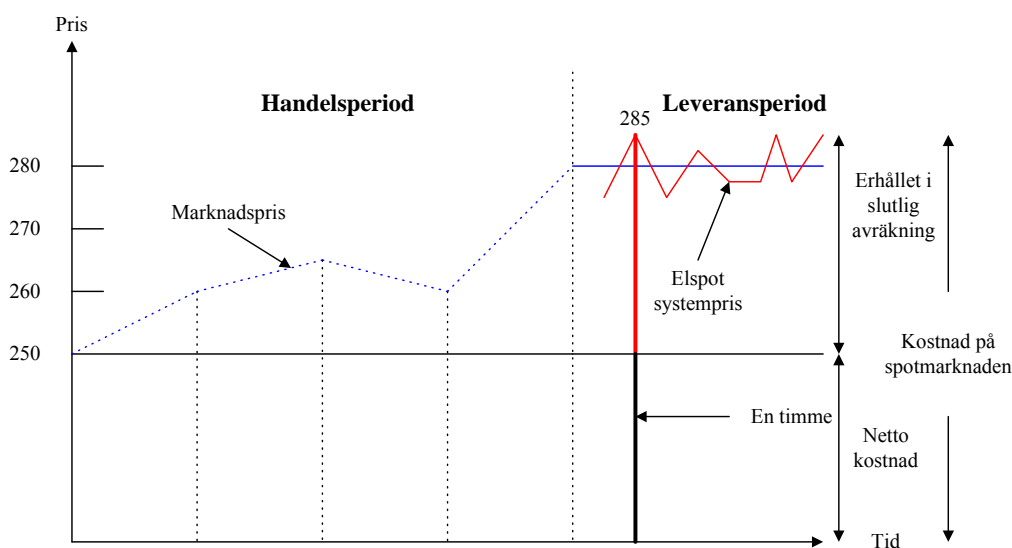 Pris
Handelsperiod
Leveransperiod
285
280
270
260
250
Marknadspris
Elspot
systempris
Erhållet i
slutlig
avräkning
Kostnad på
spotmarknaden
En timme
Netto
kostnad
Tid